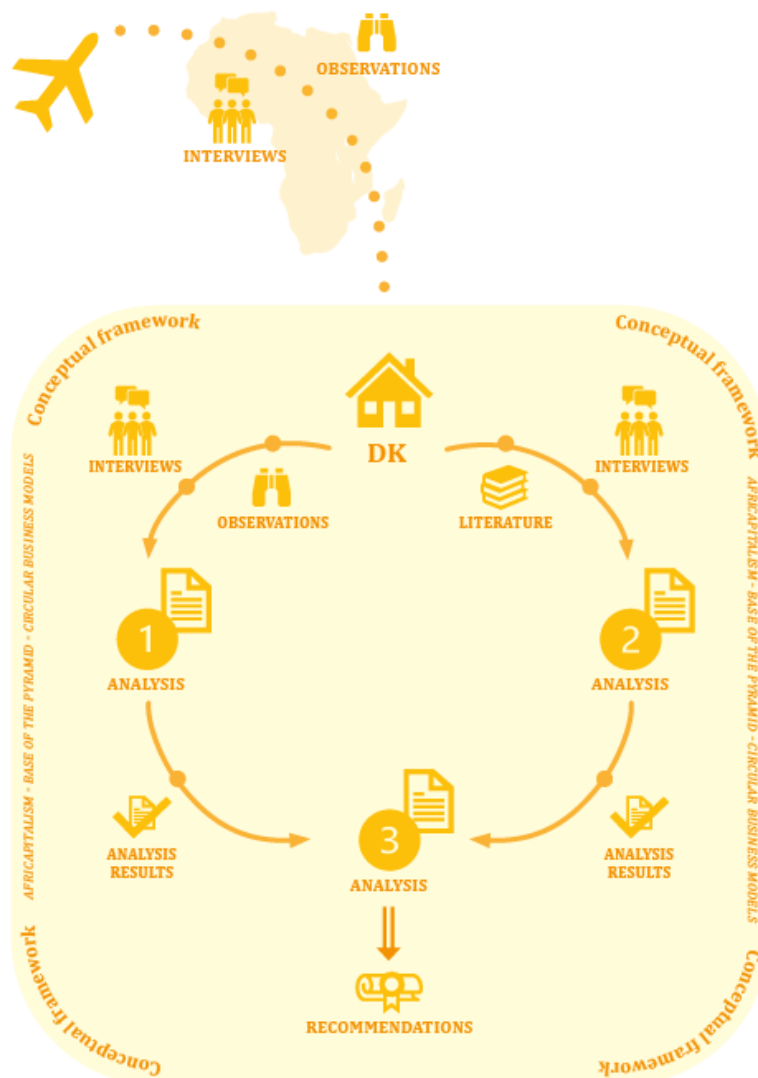 OBSERVATIONS
INTERVIEWS
Conceptual framework
Conceptual framework
DK
INTERVIEWS
INTERVIEWS
OBSERVATIONS
LITERATURE
AFRICAPITALISM - BASE OF THE PYRAMID - CIRCULAR BUSINESS MODELS
AFRICAPITALISM - BASE OF THE PYRAMID - CIRCULAR BUSINESS MODELS
1
2
ANALYSIS
ANALYSIS
3
ANALYSIS
RESULTS
ANALYSIS
RESULTS
ANALYSIS
RECOMMENDATIONS
Conceptual framework
Conceptual framework